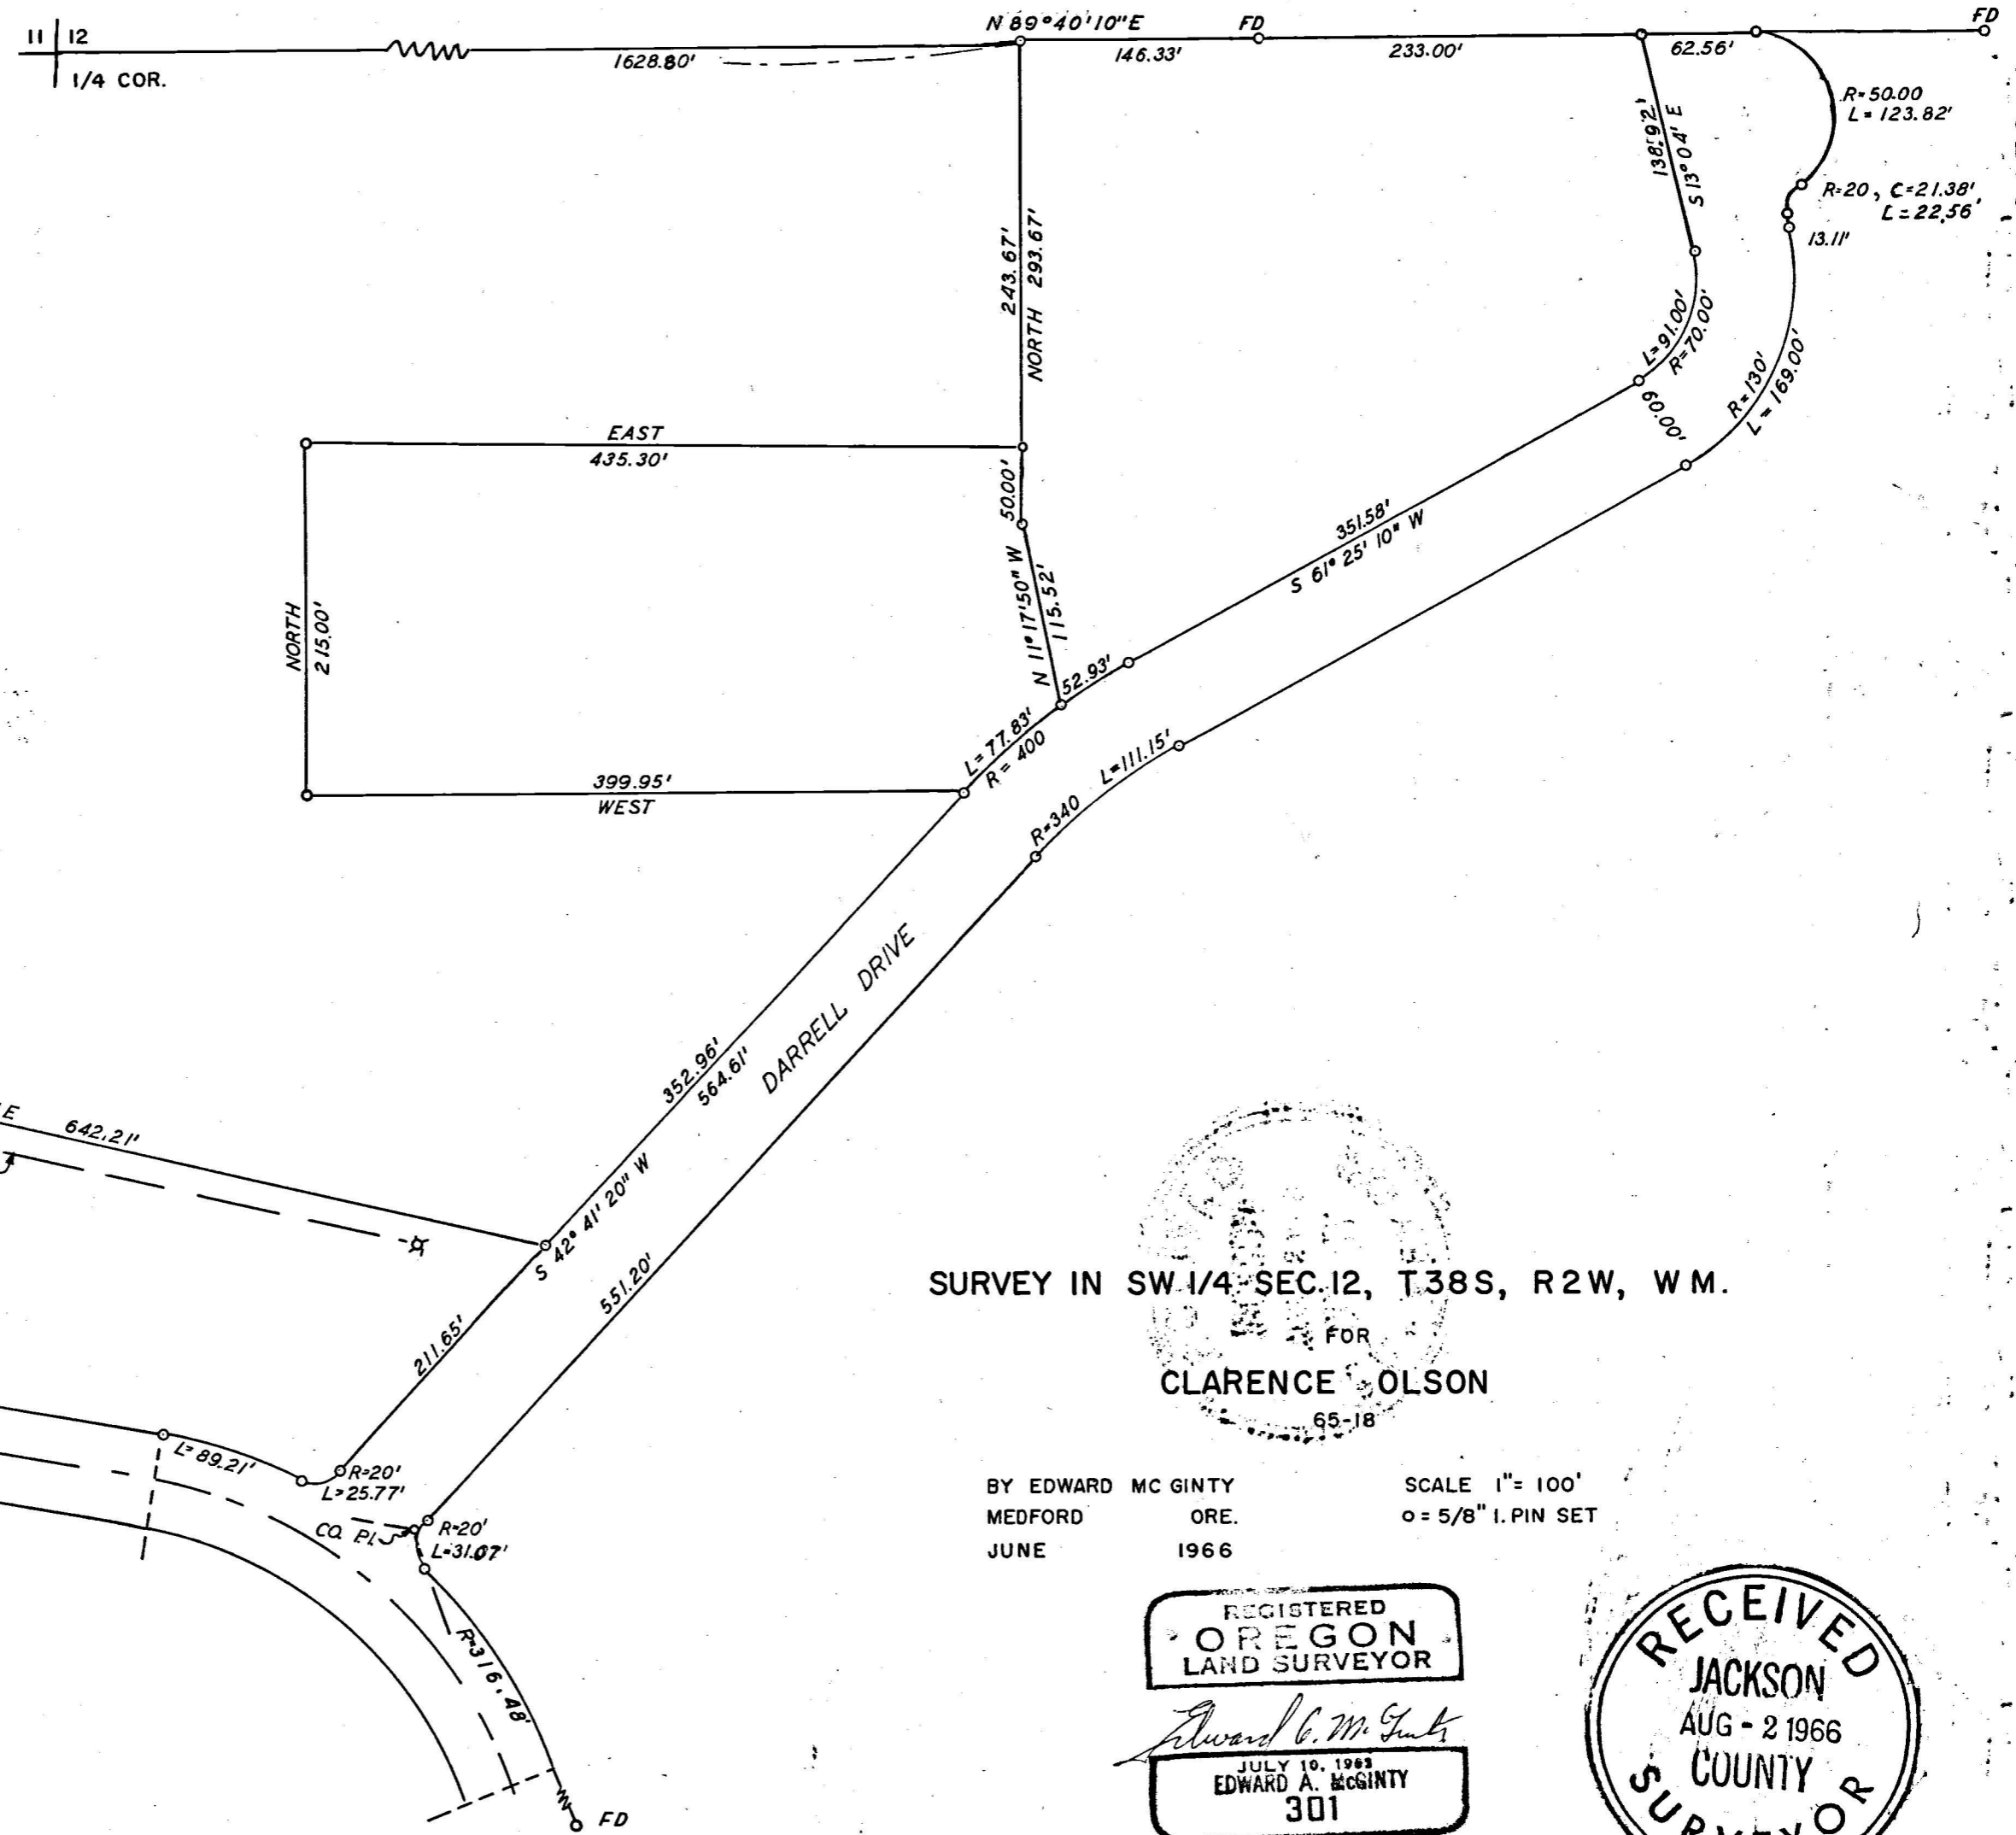 11 | 12
1/4 COR.
1628.80'
N 89°40'10"E
146.33'
FD
233.00'
62.56'
FD
R=50.00
L=123.82'
R=20, C=21.38'
L=22.56'
13.11'
138.92'
S 13°04' E
243.67'
NORTH 293.67'
L=91.00'
R=70.00'
60.00'
R=130'
L=169.00'
EAST
435.30'
50.00'
N 11°17'50" W
115.52'
351.58'
S 61°25'10" W
NORTH
215.00'
52.93'
L=77.83'
R=400
399.95'
WEST
L=111.15'
R=340
DARRELL DRIVE
352.96'
564.61'
S 42°41'20" W
551.20'
E
642.21'
211.65'
L=89.21'
R=20'
L=25.77'
CO. PL
R=20'
L=31.07'
R=316.48'
FD
SURVEY IN SW 1/4 SEC.12, T38S, R2W, WM.
FOR
CLARENCE OLSON
65-18
BY EDWARD MC GINTY
MEDFORD ORE.
JUNE 1966
SCALE 1"= 100'
o = 5/8" I. PIN SET
REGISTERED
OREGON
LAND SURVEYOR
JULY 10, 1963
EDWARD A. McGINTY
301
RECEIVED
JACKSON
AUG - 2 1966
COUNTY
SURVEYOR